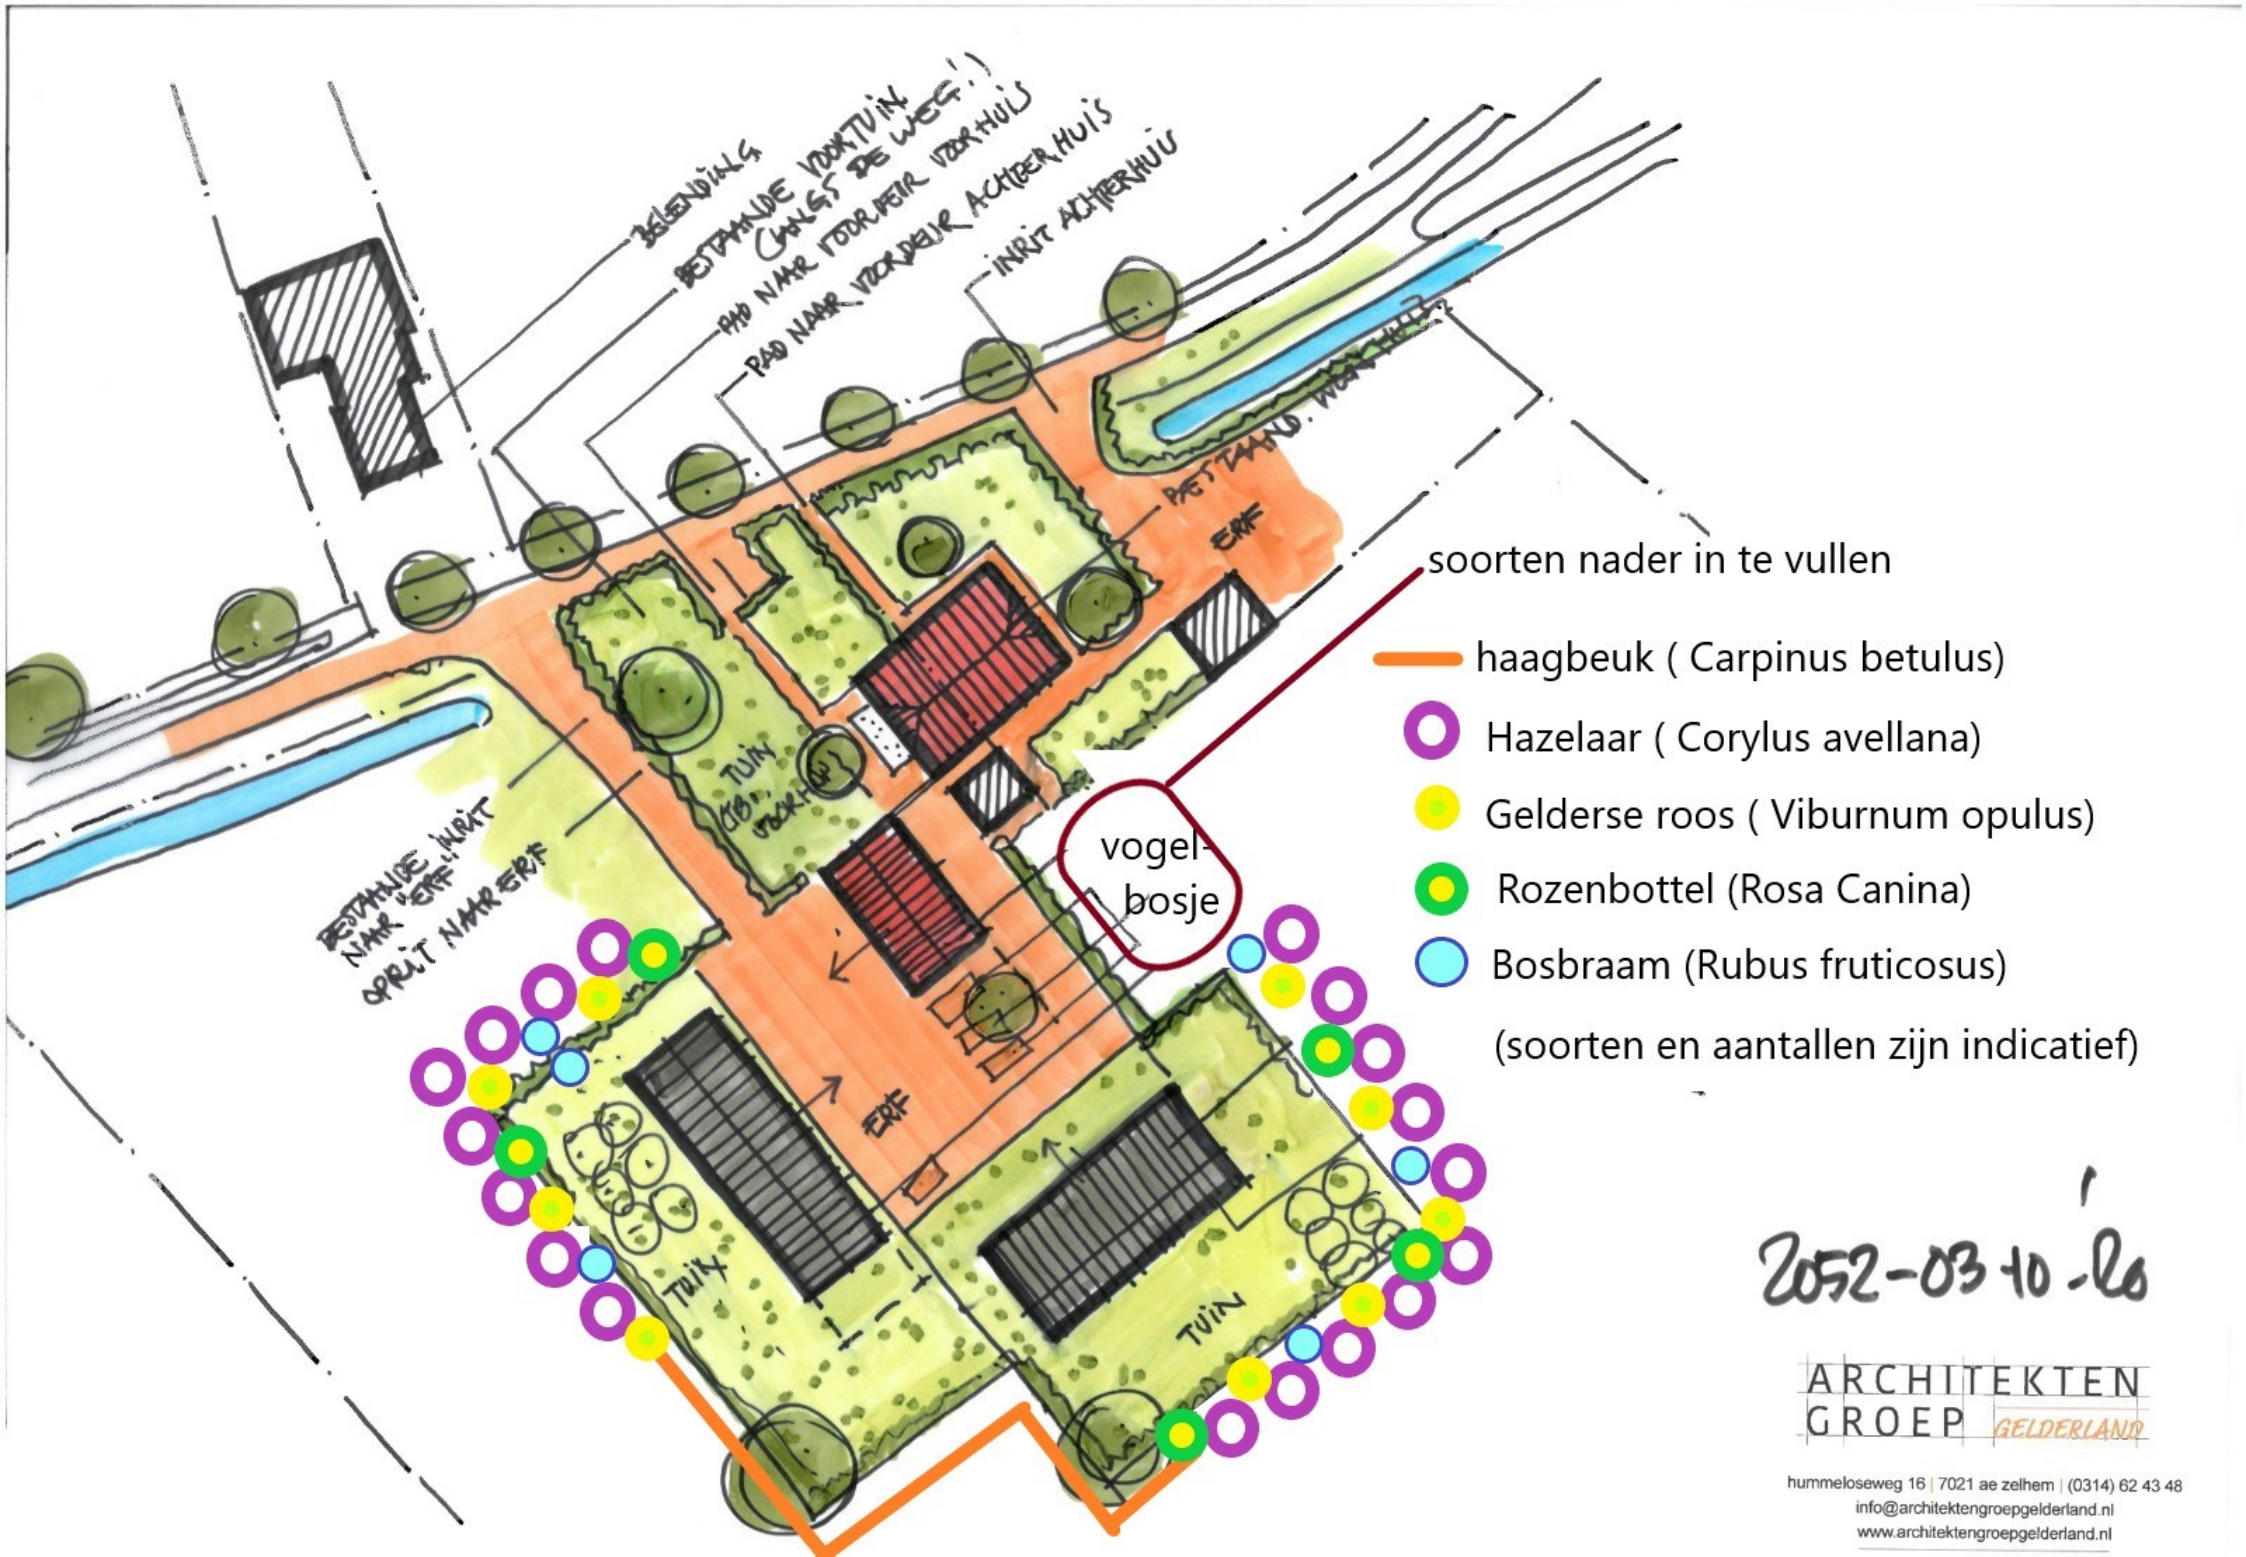 BELENDING
BESTAANDE VOORTUIN
(LANGS DE WEG!)
PAD NAAR VOORDEUR VOORHUIS
PAD NAAR VOORDEUR ACHTERHUIS
INRIT ACHTERHUIS
BESTAAND. WOONHUIS
ERF
soorten nader in te vullen
haagbeuk ( Carpinus betulus)
Hazelaar ( Corylus avellana)
Gelderse roos ( Viburnum opulus)
Rozenbottel (Rosa Canina)
Bosbraam (Rubus fruticosus)
(soorten en aantallen zijn indicatief)
vogel-
bosje
TUIN
BESTAANDE INRIT
NAAR "ERF"
OPRIT NAAR ERF
ERF
TUIN
TUIN
2052-03-10
ARCHITEKTEN
GROEP GELDERLAND
hummeloseweg 16 | 7021 ae zelhem | (0314) 62 43 48
info@architektengroepgelderland.nl
www.architektengroepgelderland.nl